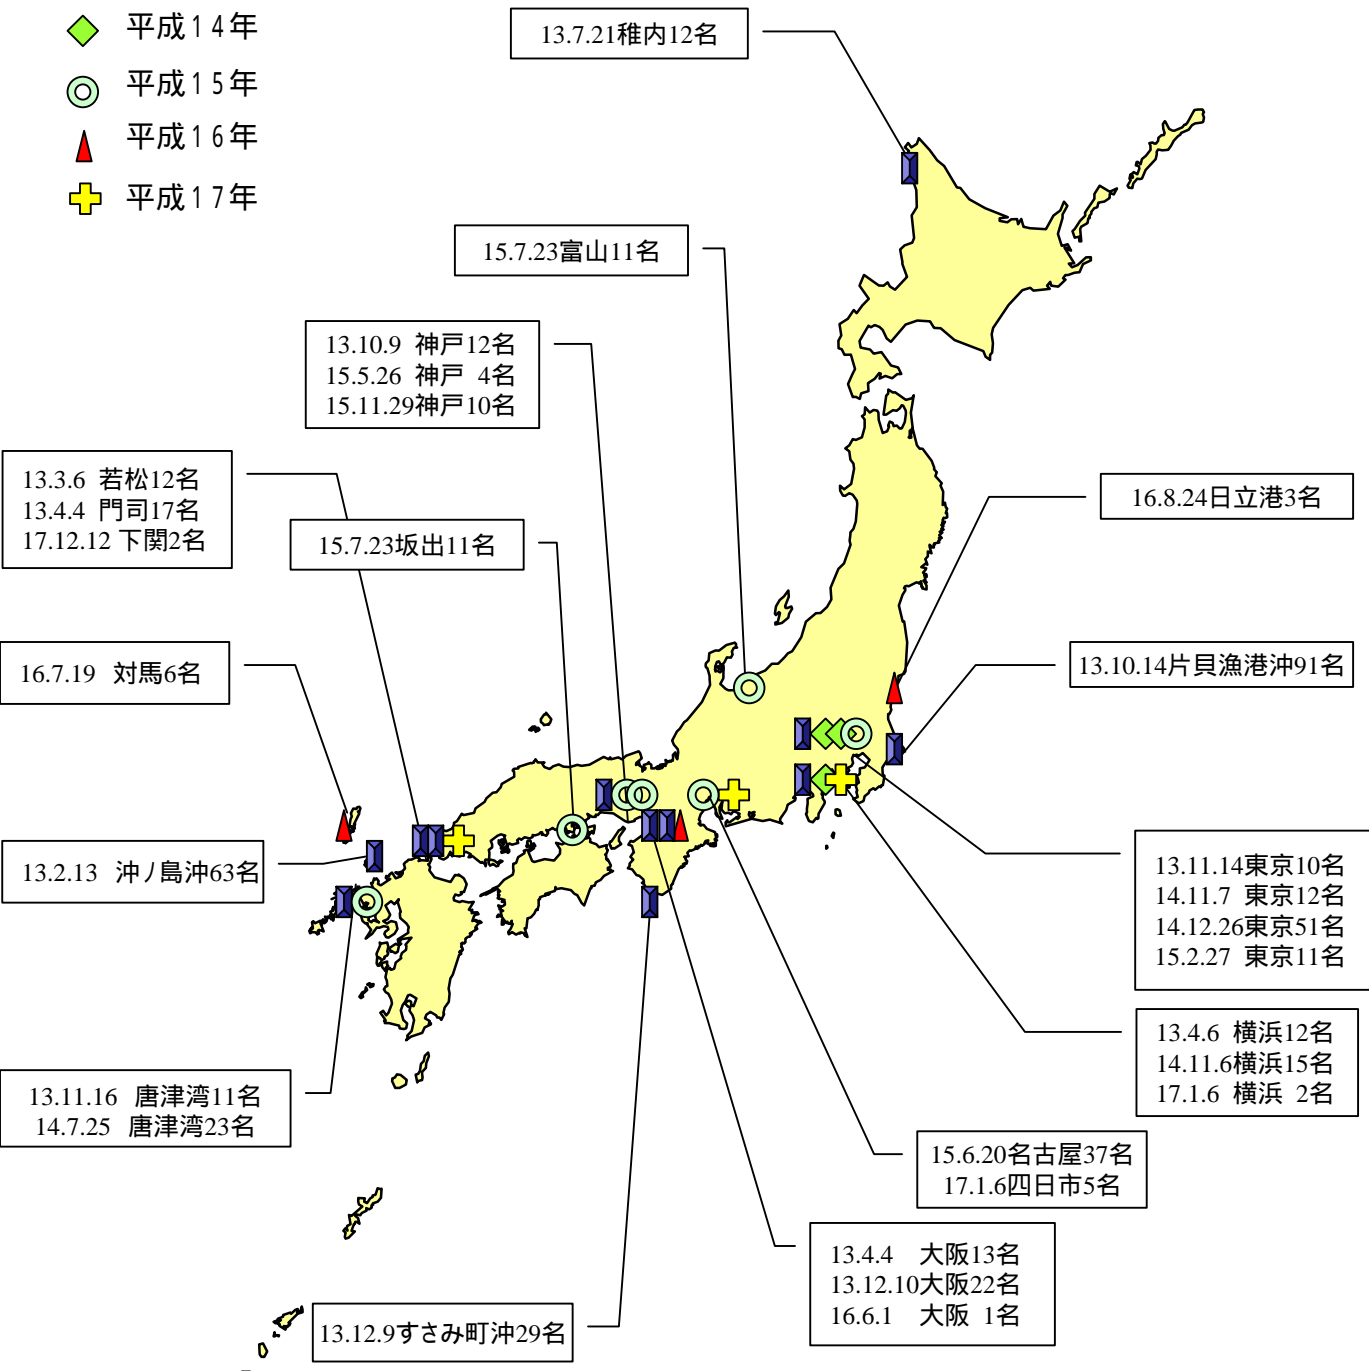 平成14年
平成15年
平成16年
平成17年
13.7.21稚内12名
15.7.23富山11名
13.10.9 神戸12名
15.5.26 神戸 4名
15.11.29神戸10名
13.3.6 若松12名
13.4.4 門司17名
17.12.12 下関2名
15.7.23坂出11名
16.8.24日立港3名
16.7.19 対馬6名
13.10.14片貝漁港沖91名
13.2.13 沖ノ島沖63名
13.11.14東京10名
14.11.7 東京12名
14.12.26東京51名
15.2.27 東京11名
13.4.6 横浜12名
14.11.6横浜15名
17.1.6 横浜 2名
13.11.16 唐津湾11名
14.7.25 唐津湾23名
15.6.20名古屋37名
17.1.6四日市5名
13.4.4 大阪13名
13.12.10大阪22名
16.6.1 大阪 1名
13.12.9すさみ町沖29名